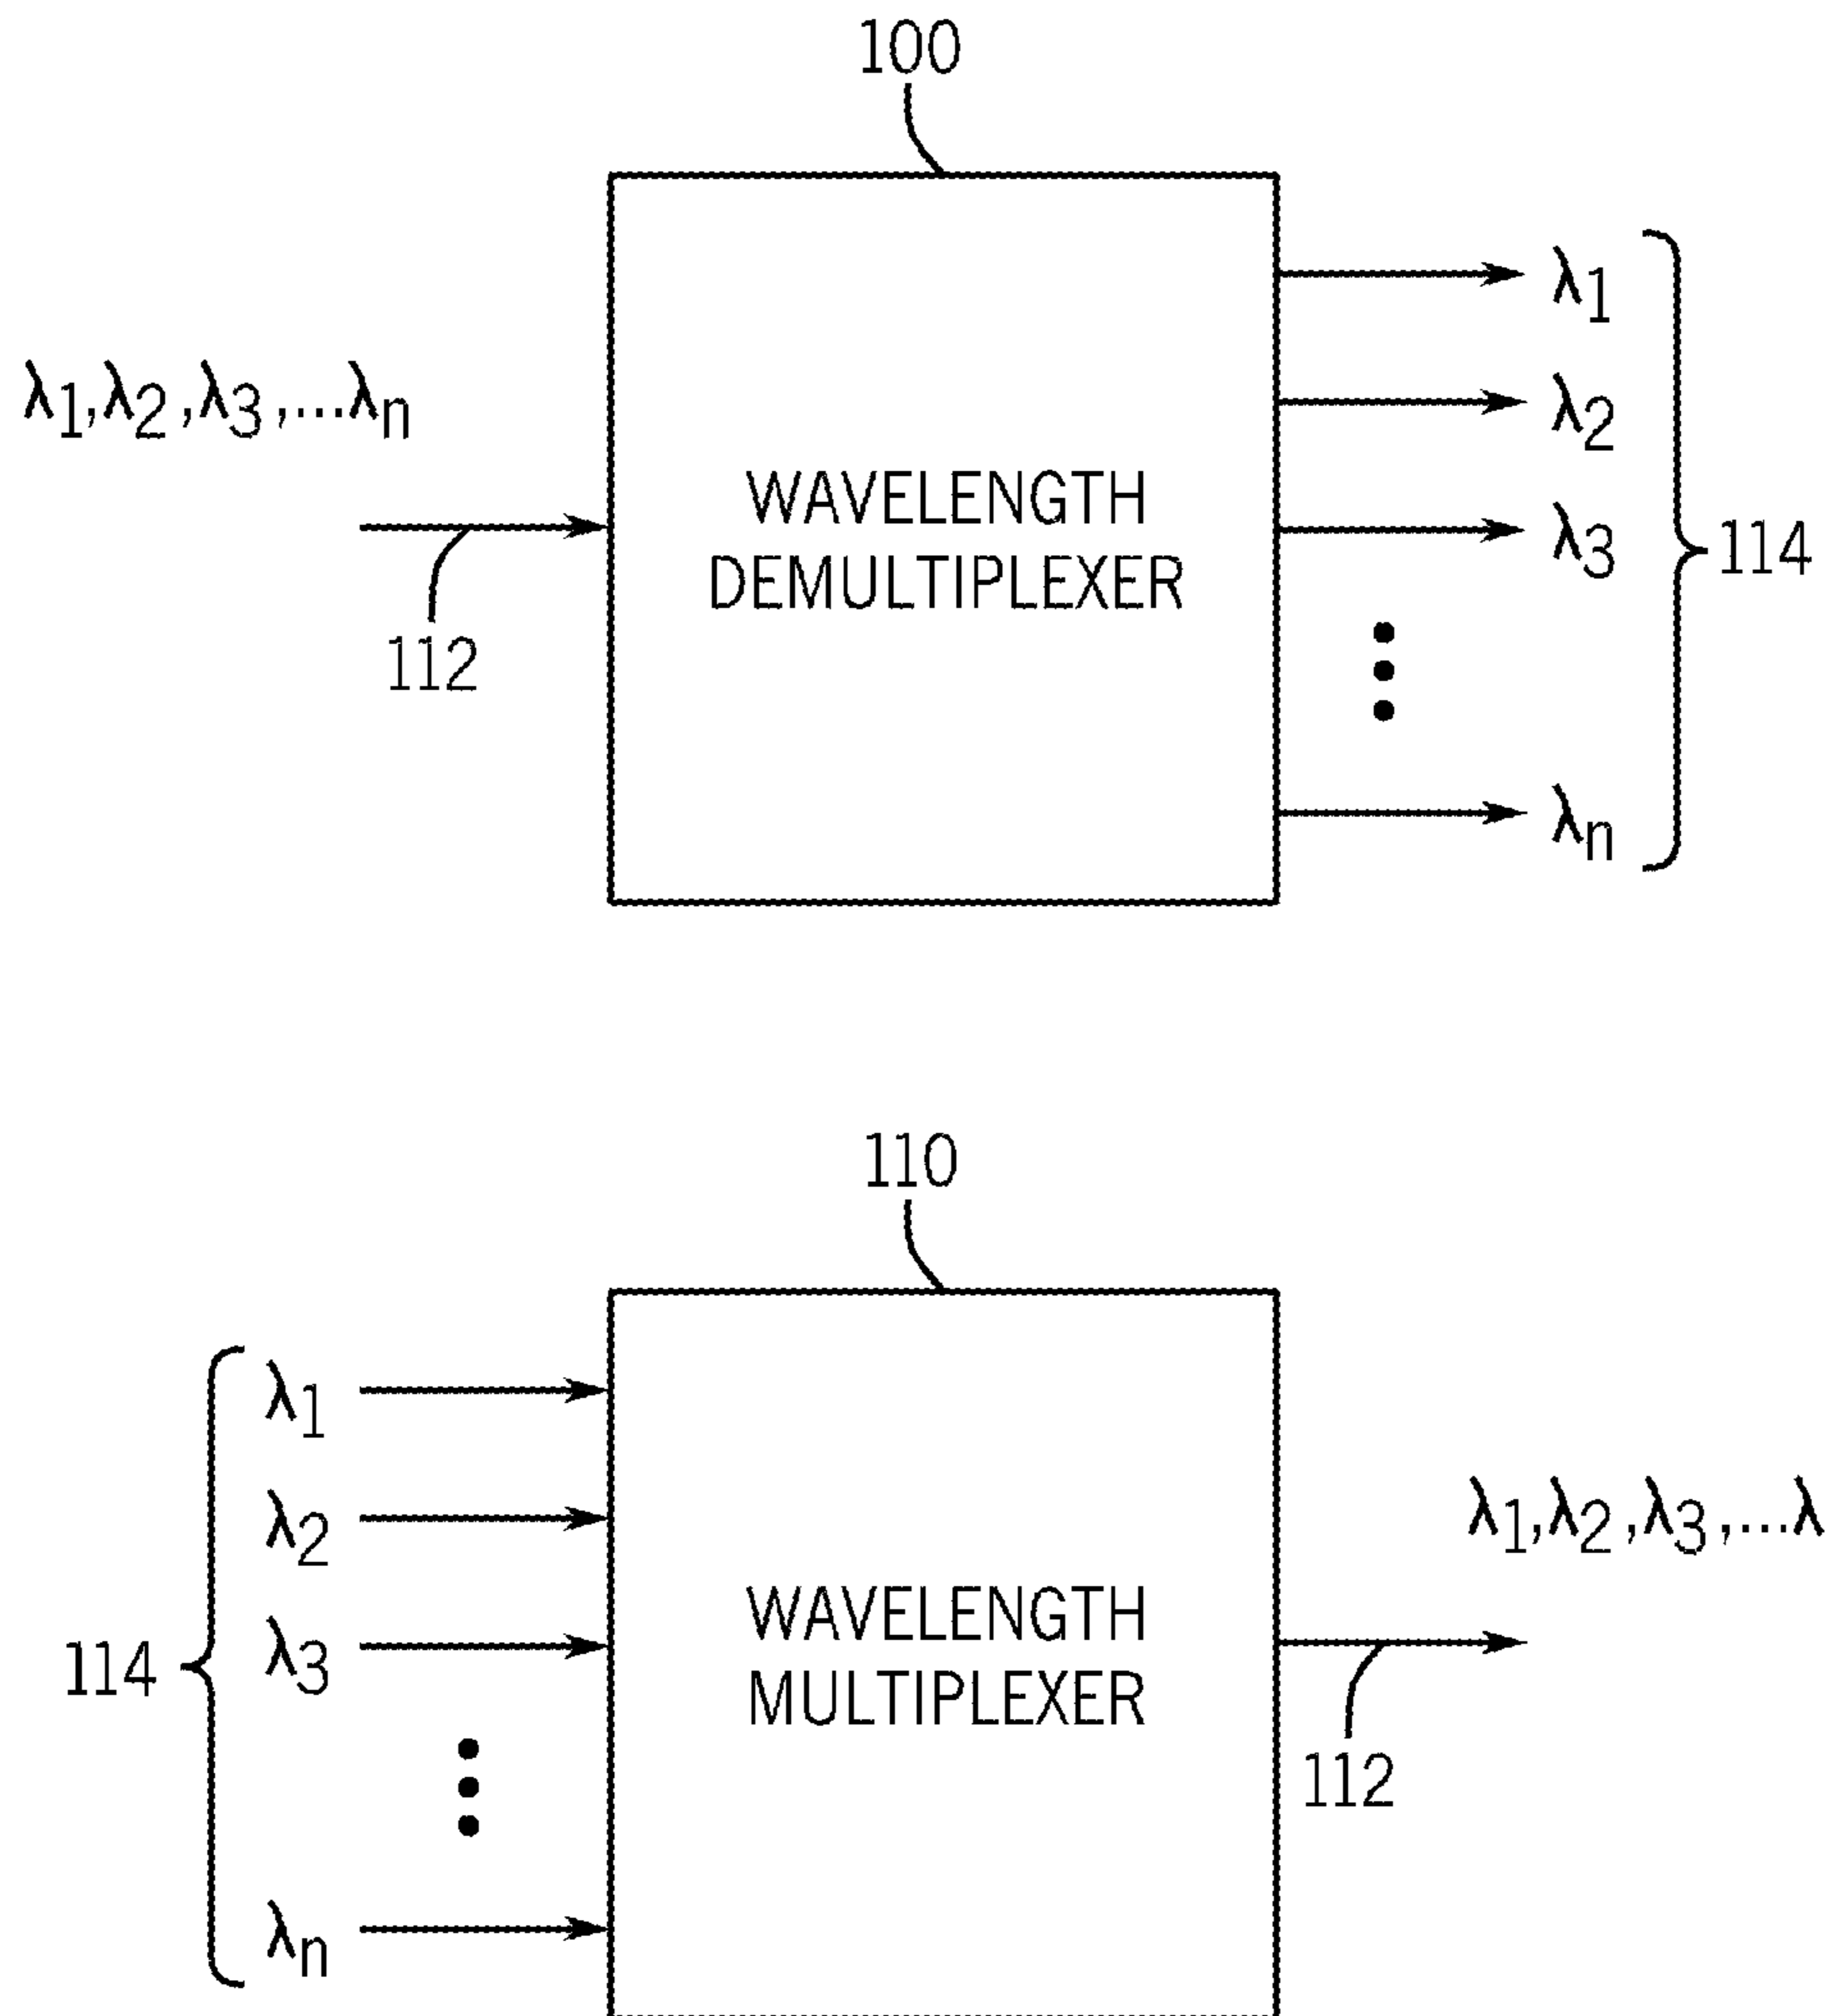 100
λ1
λ1,λ2,λ3,...λn
λ2
WAVELENGTH
DEMULTIPLEXER
λ3
114
112
λn
110
λ1
λ2
λ1,λ2,λ3,...λ
WAVELENGTH
MULTIPLEXER
λ3
114
112
λn